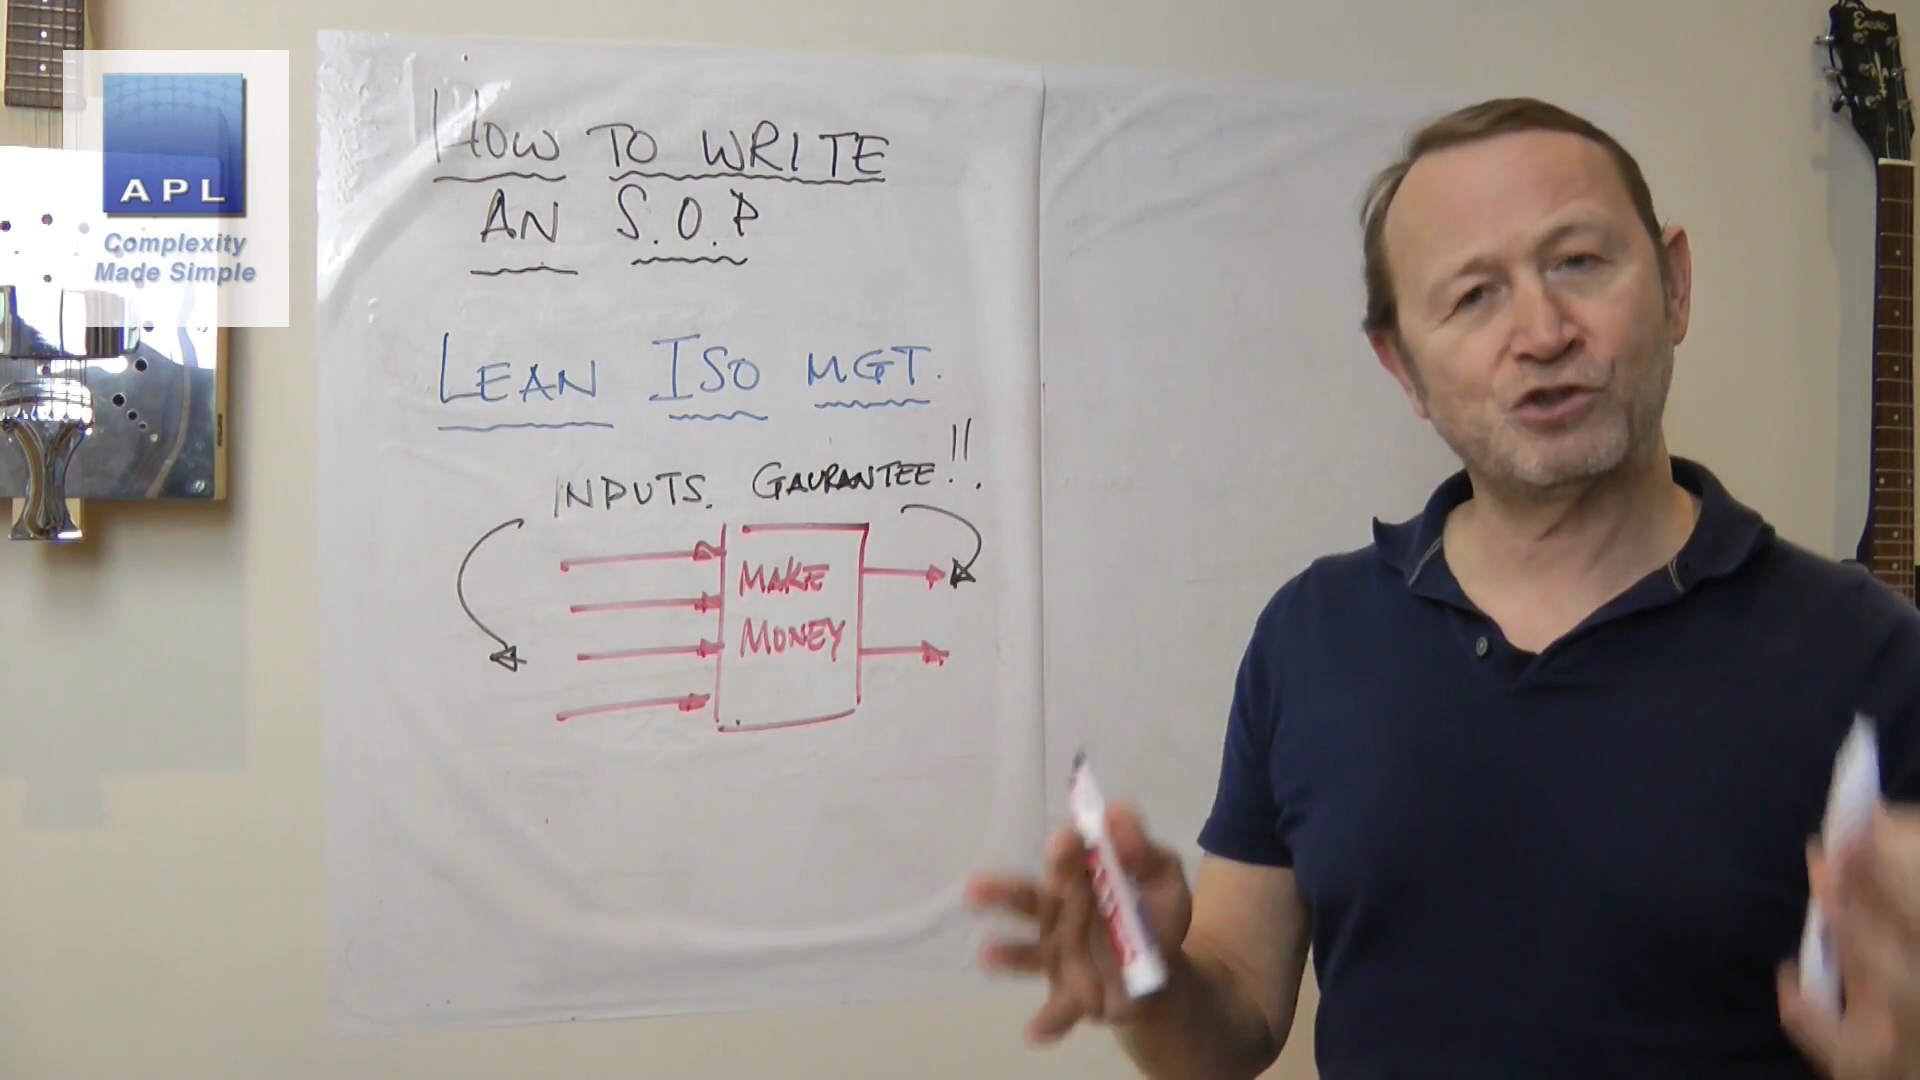 APL
Complexity
Made Simple
HOW TO WRITE
AN S.O.P
LEAN ISO MGT.
INPUTS. GAURANTEE!!.
MAKE
MONEY